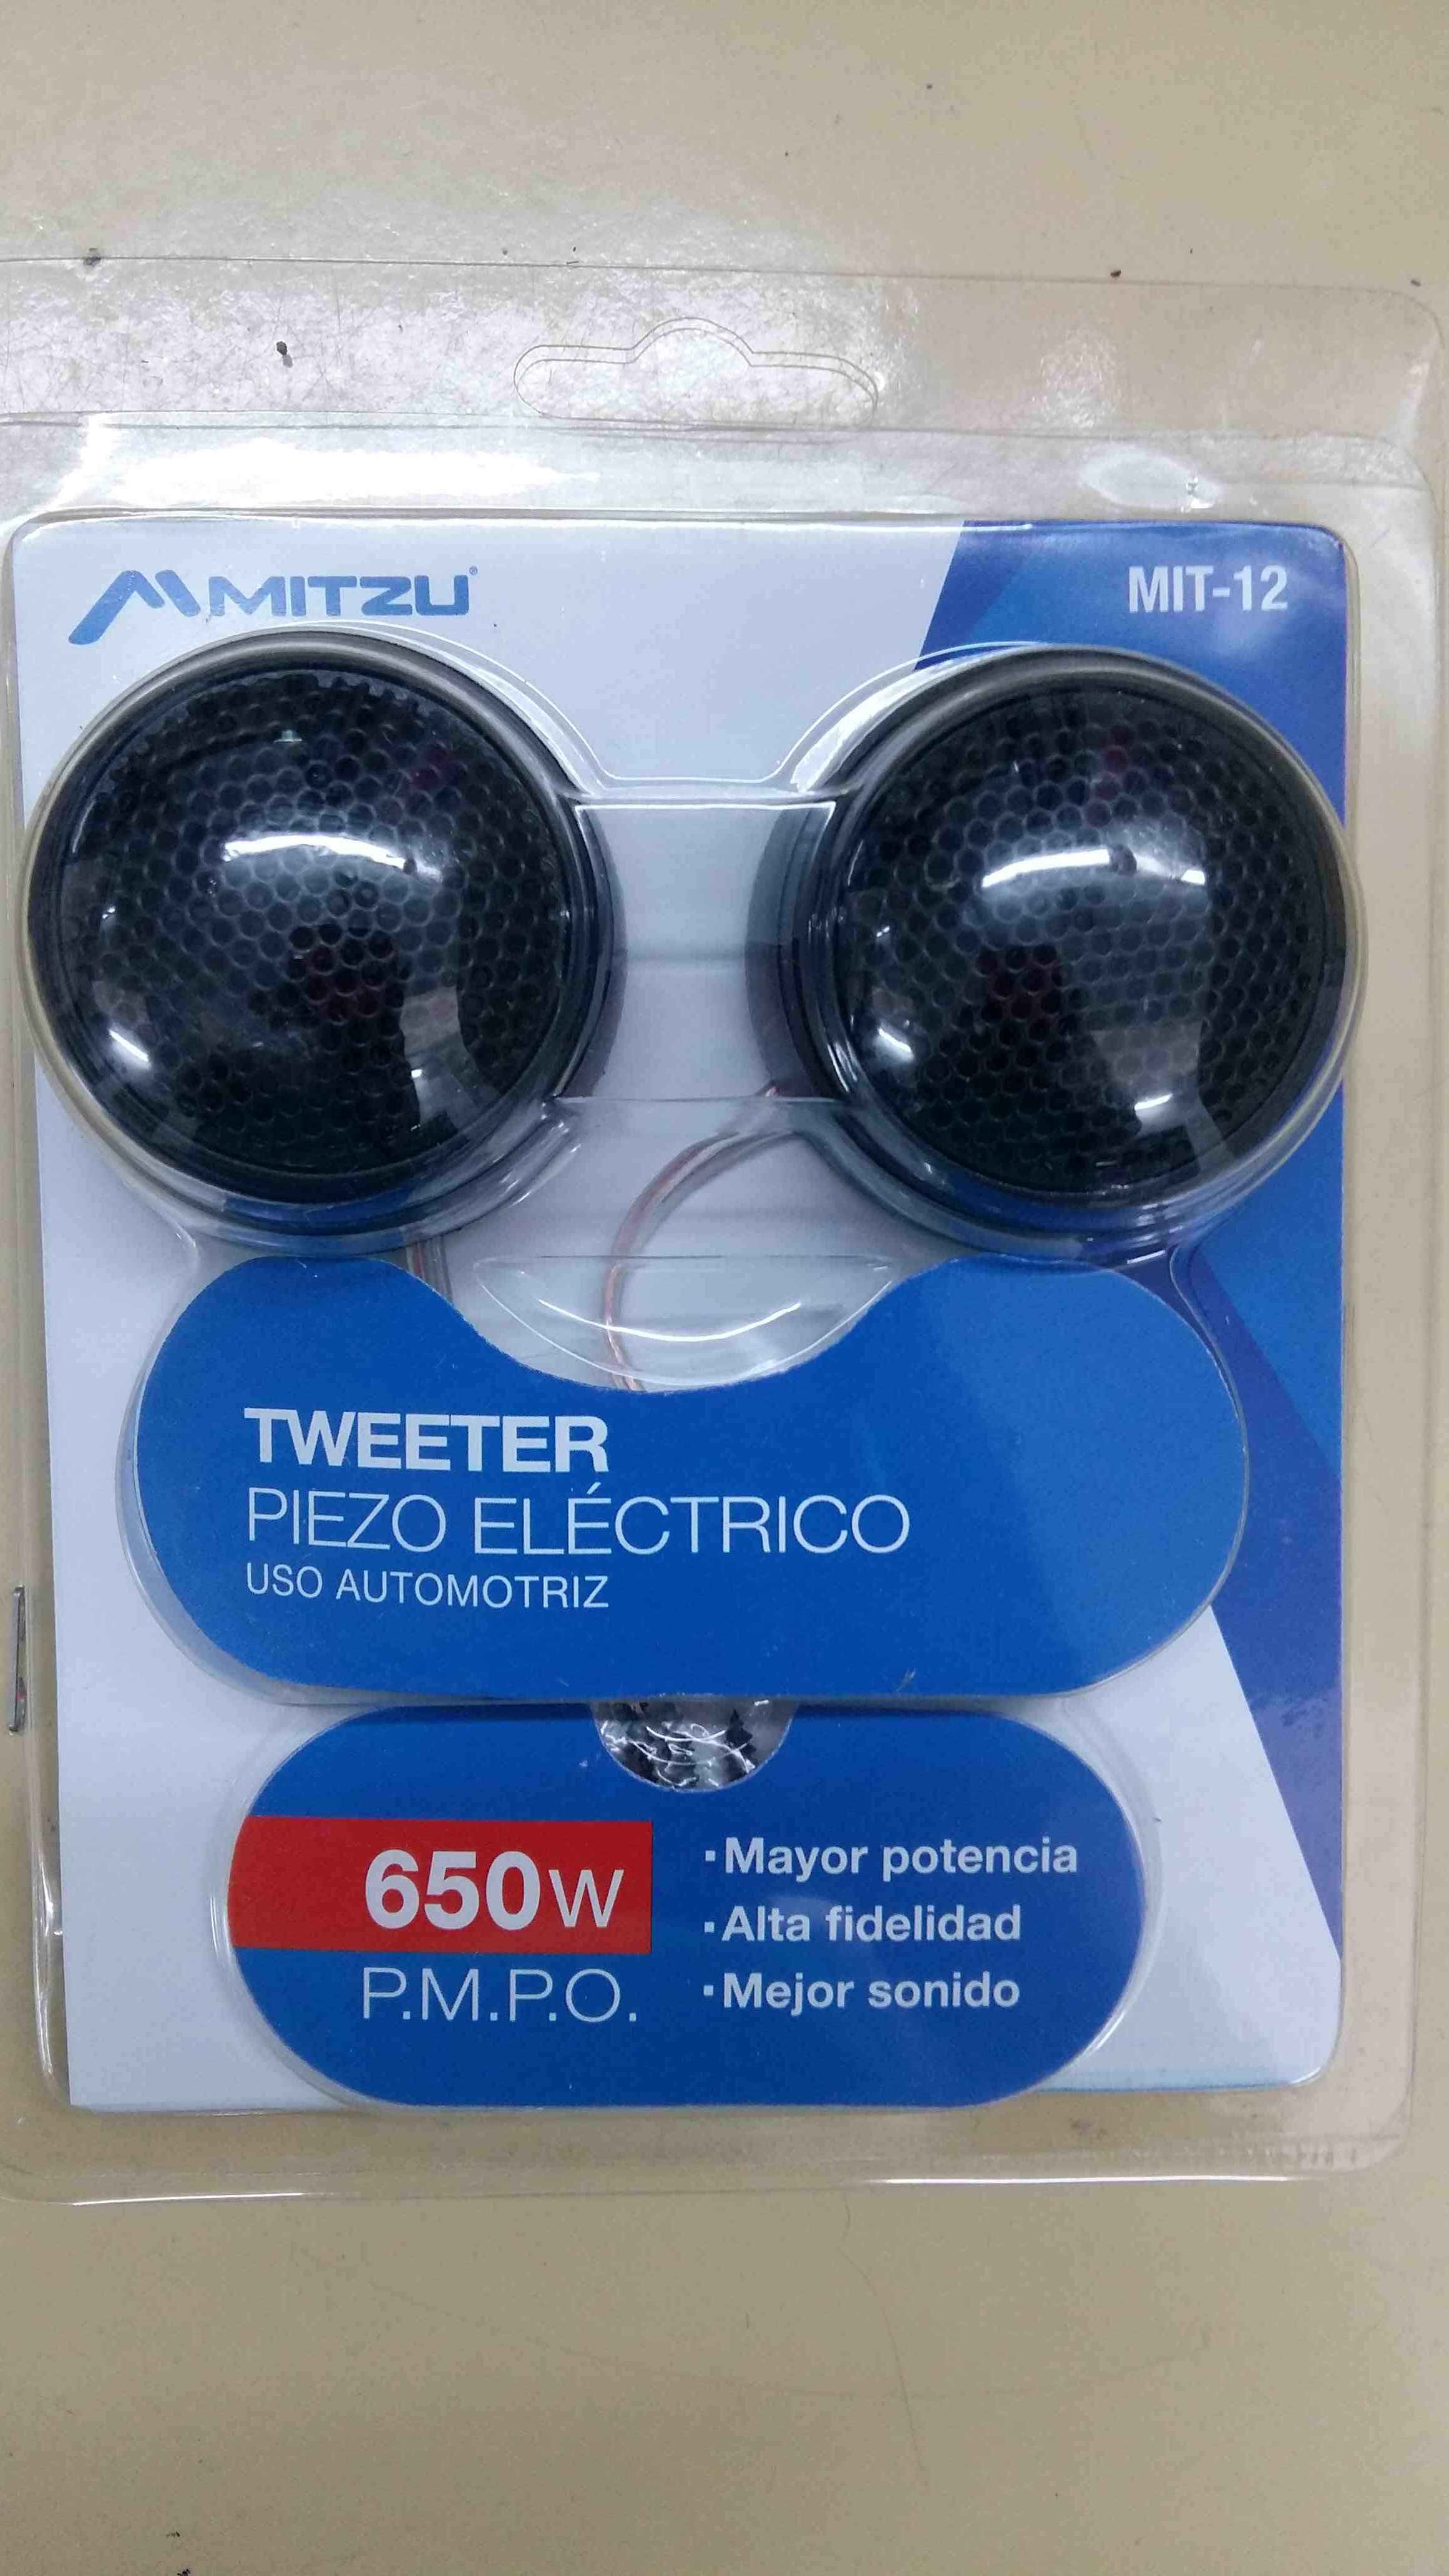 MITZU®
MIT-12
TWEETER
PIEZO ELÉCTRICO
USO AUTOMOTRIZ
650W
P.M.P.O.
▪Mayor potencia
▪Alta fidelidad
▪Mejor sonido